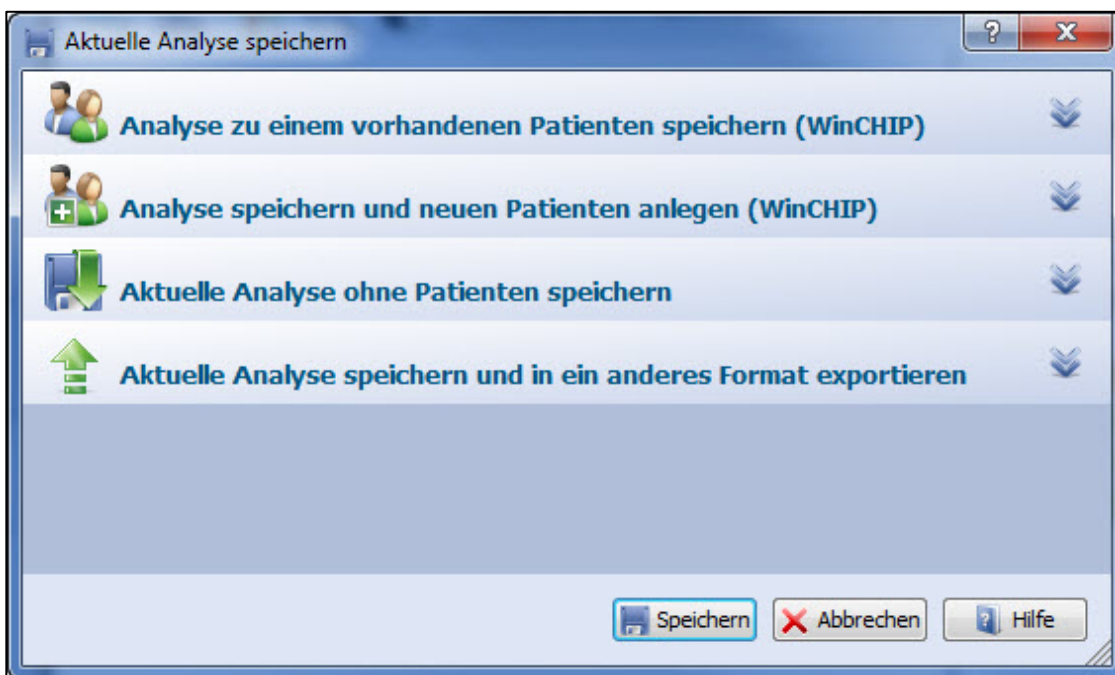 Aktuelle Analyse speichern
Analyse zu einem vorhandenen Patienten speichern (WinCHIP)
Analyse speichern und neuen Patienten anlegen (WinCHIP)
Aktuelle Analyse ohne Patienten speichern
Aktuelle Analyse speichern und in ein anderes Format exportieren
Speichern Abbrechen Hilfe